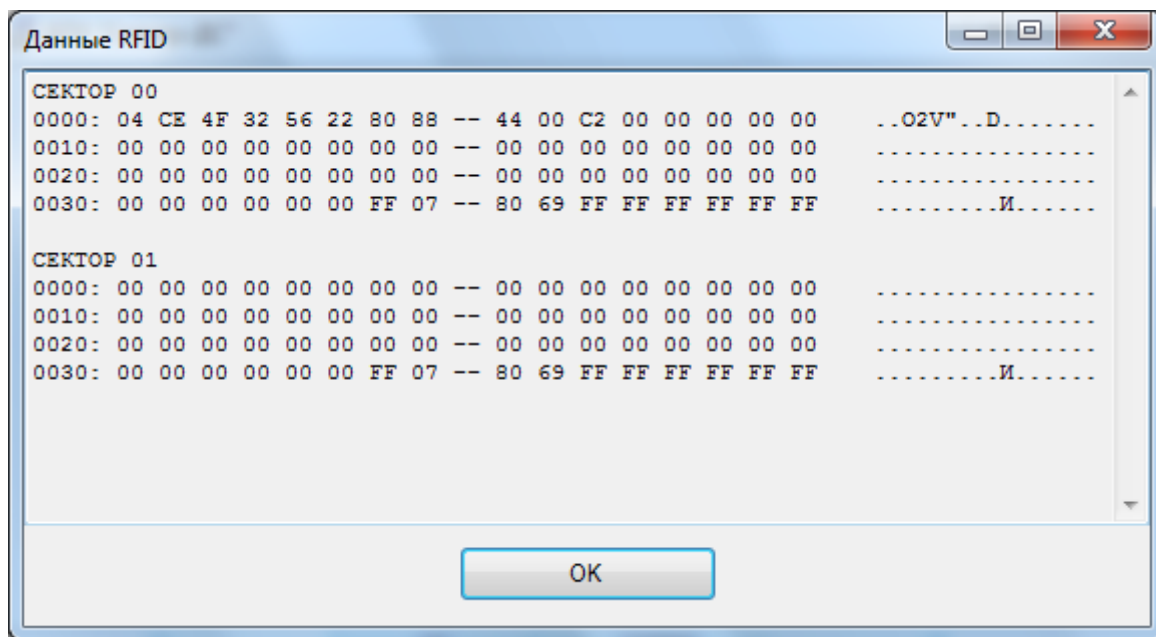 Данные RFID
СЕКТОР 00
0000: 04 CE 4F 32 56 22 80 88 -- 44 00 C2 00 00 00 00 00 ..O2V"..D.......
0010: 00 00 00 00 00 00 00 00 -- 00 00 00 00 00 00 00 00 ................
0020: 00 00 00 00 00 00 00 00 -- 00 00 00 00 00 00 00 00 ................
0030: 00 00 00 00 00 00 FF 07 -- 80 69 FF FF FF FF FF FF .........И......
СЕКТОР 01
0000: 00 00 00 00 00 00 00 00 -- 00 00 00 00 00 00 00 00 ................
0010: 00 00 00 00 00 00 00 00 -- 00 00 00 00 00 00 00 00 ................
0020: 00 00 00 00 00 00 00 00 -- 00 00 00 00 00 00 00 00 ................
0030: 00 00 00 00 00 00 FF 07 -- 80 69 FF FF FF FF FF FF .........И......
OK